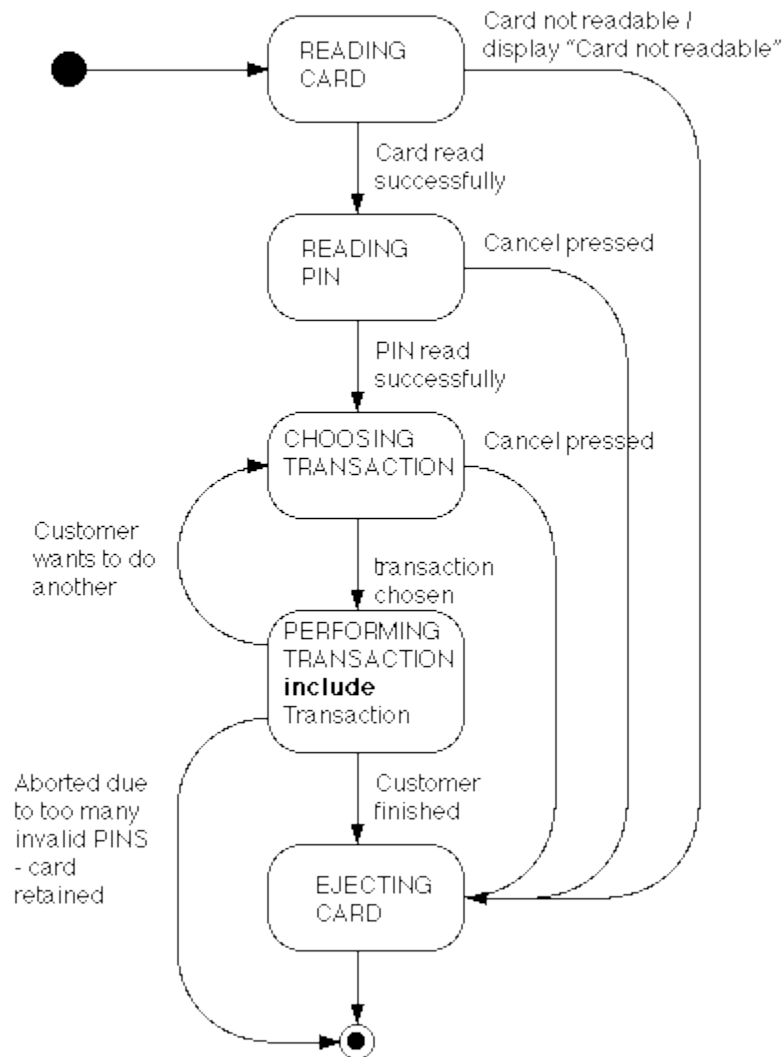 Card not readable /
display "Card not readable"
READING
CARD
Card read
successfully
READING
PIN
Cancel pressed
PIN read
successfully
CHOOSING
TRANSACTION
Cancel pressed
Customer
wants to do
another
transaction
chosen
PERFORMING
TRANSACTION
include
Transaction
Aborted due
to too many
invalid PINS
- card
retained
Customer
finished
EJECTING
CARD